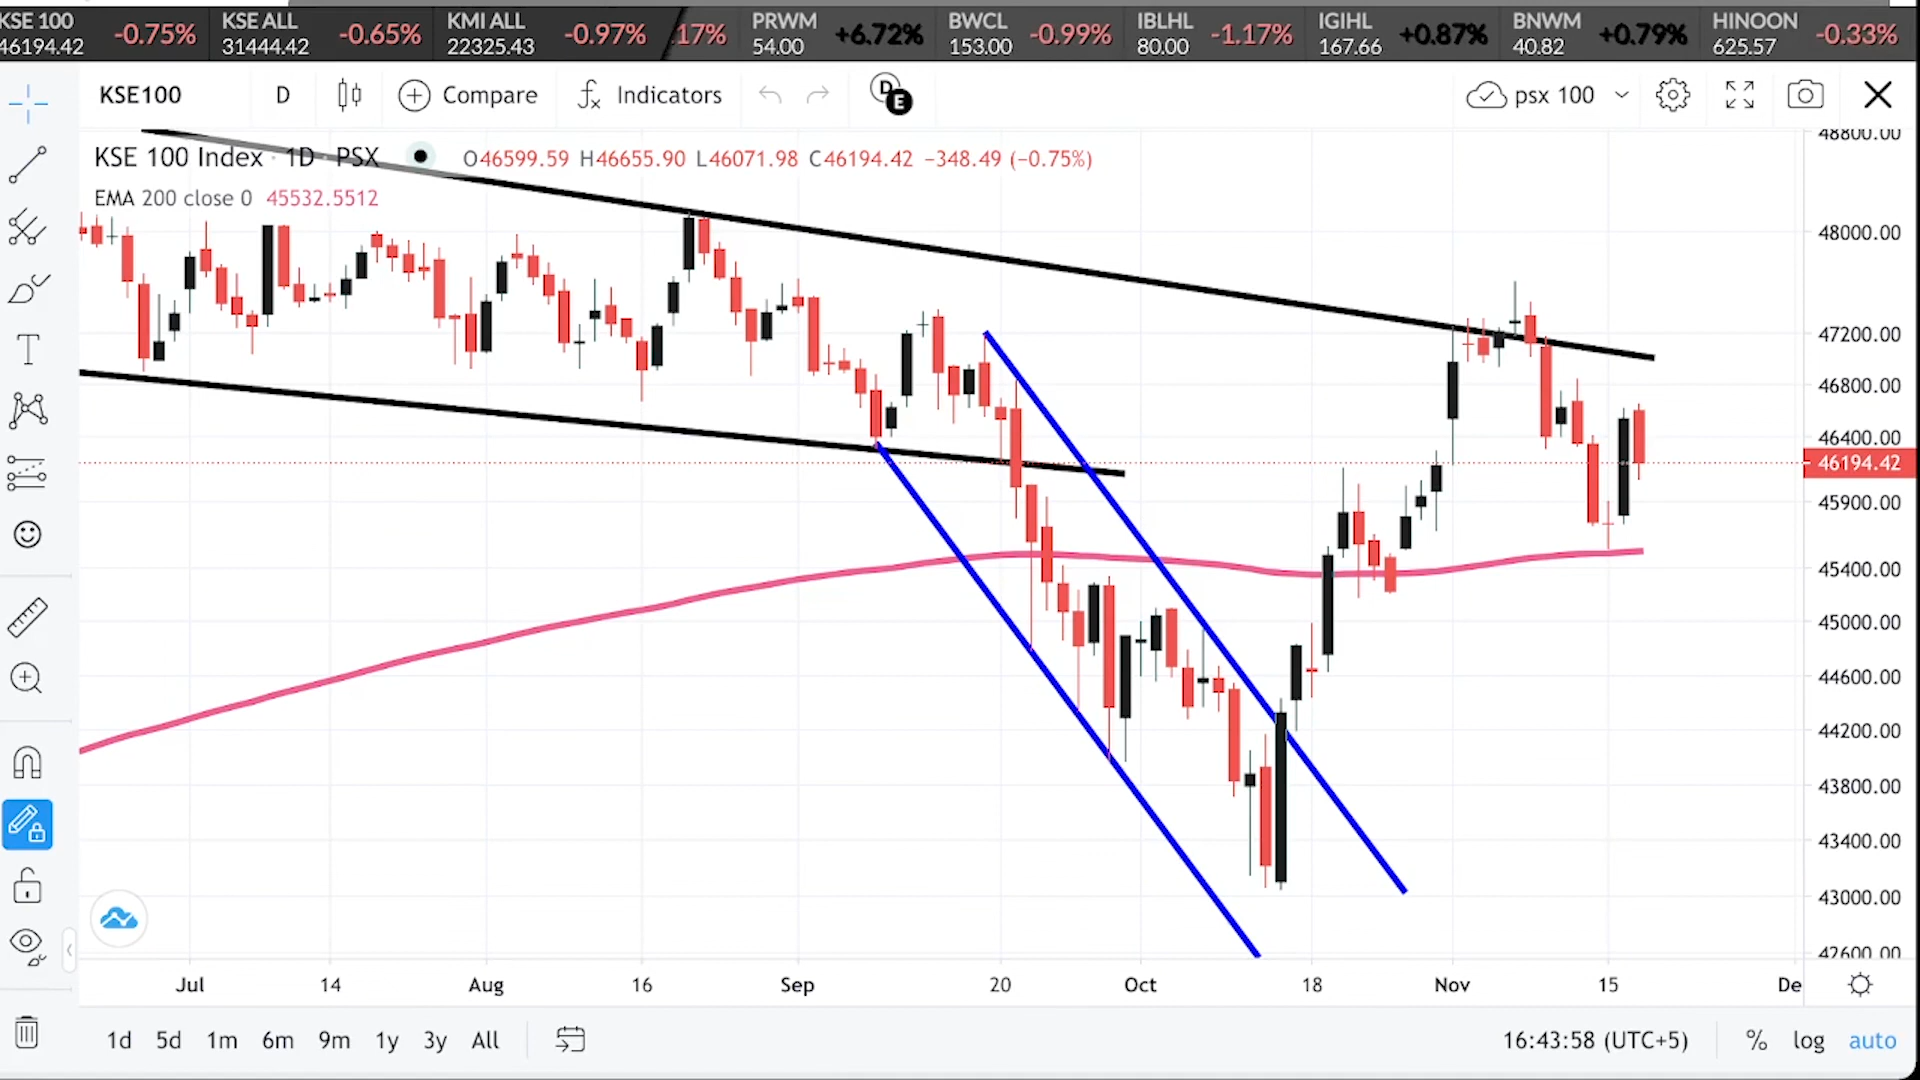 KSE 100 KSE ALL KMI ALL PRWM BWCL IBLHL IGIHL BNWM HINOON
46194.42 -0.75% 31444.42 -0.65% 22325.43 -0.97% .17% 54.00 +6.72% 153.00 -0.99% 80.00 -1.17% 167.66 +0.87% 40.82 +0.79% 625.57 -0.33%
KSE100 D Compare fx Indicators D E psx 100
KSE 100 Index · 1D · PSX O46599.59 H46655.90 L46071.98 C46194.42 −348.49 (−0.75%)
EMA 200 close 0 45532.5512
48800.00
48000.00
47200.00
46800.00
46400.00
46194.42
45900.00
45400.00
45000.00
44600.00
44200.00
43800.00
43400.00
43000.00
42600.00
Jul 14 Aug 16 Sep 20 Oct 18 Nov 15 De
1d 5d 1m 6m 9m 1y 3y All 16:43:58 (UTC+5) % log auto
T